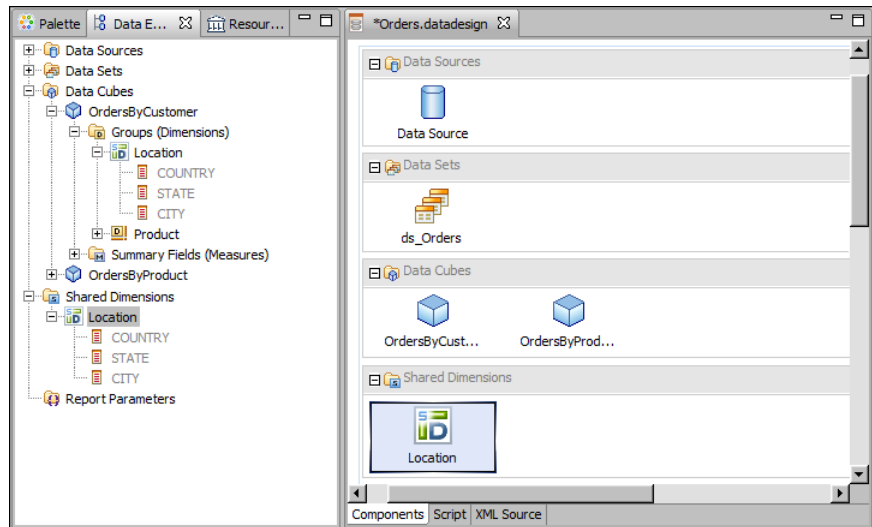 Palette
Data E...
Resour...
Data Sources
Data Sets
Data Cubes
OrdersByCustomer
Groups (Dimensions)
Location
COUNTRY
STATE
CITY
Product
Summary Fields (Measures)
OrdersByProduct
Shared Dimensions
Location
COUNTRY
STATE
CITY
Report Parameters
*Orders.datadesign
Data Sources
Data Source
Data Sets
ds_Orders
Data Cubes
OrdersByCust...
OrdersByProd...
Shared Dimensions
Location
Components
Script
XML Source